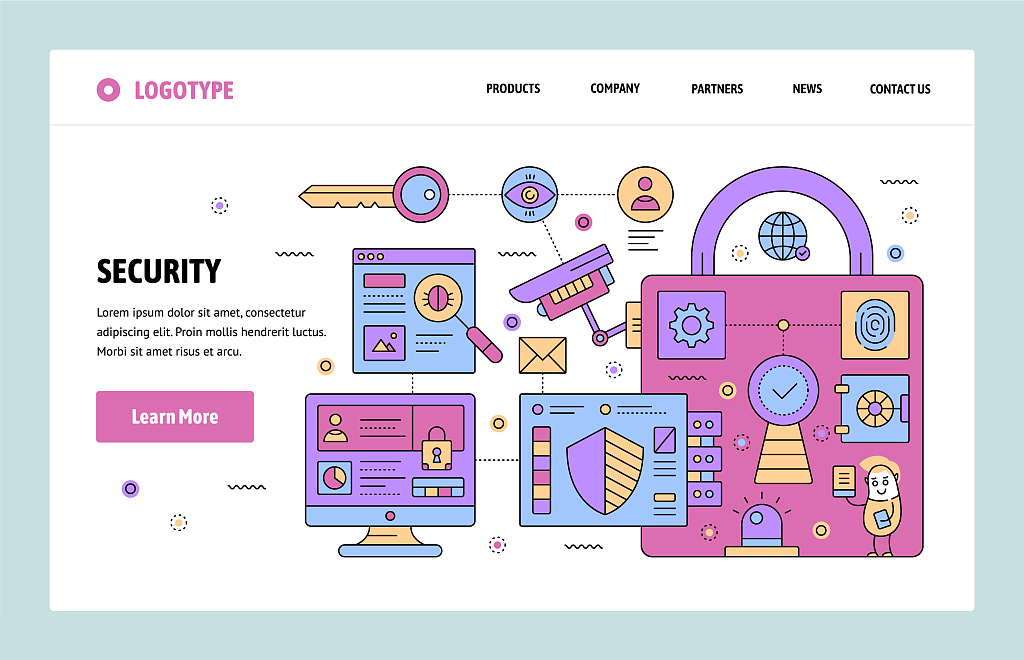 LOGOTYPE
PRODUCTS COMPANY PARTNERS NEWS CONTACT US
SECURITY
Lorem ipsum dolor sit amet, consectetur
adipiscing elit. Proin mollis hendrerit luctus.
Morbi sit amet risus et arcu.
Learn More